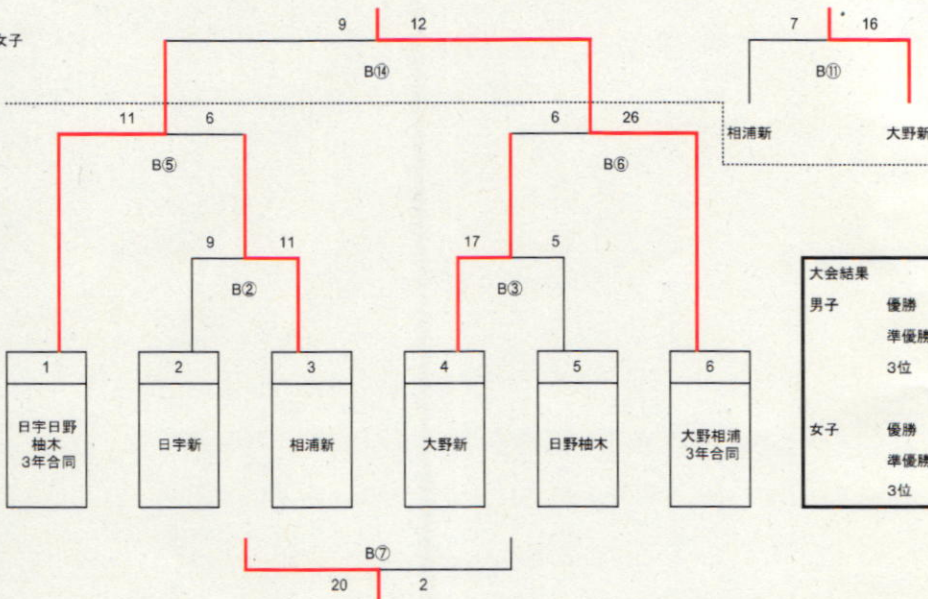 9 12
女子
B⑭
7 16
B⑪
相浦新 大野新
11 6
B⑤
6 26
B⑥
9 11
B②
17 5
B③
1 2 3 4 5 6
日宇日野
柚木
3年合同
日宇新
相浦新
大野新
日野柚木
大野相浦
3年合同
B⑦
20 2
大会結果
男子 優勝
準優勝
3位
女子 優勝
準優勝
3位